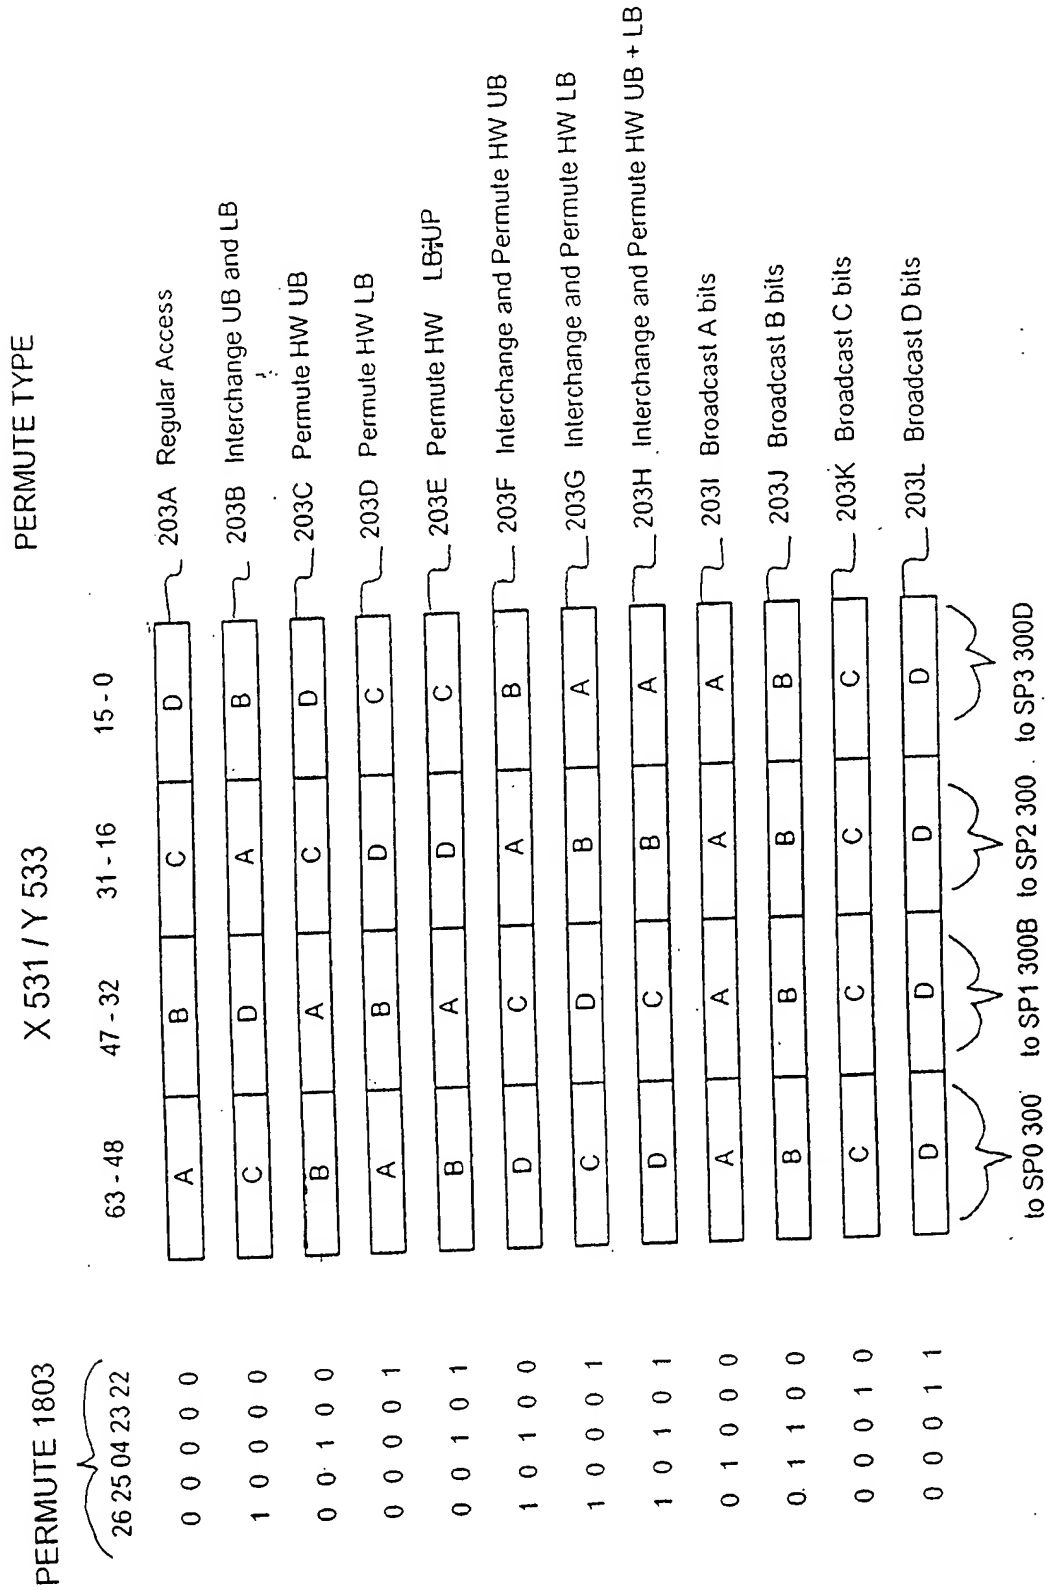 PERMUTE 1803 X 531 / Y 533 PERMUTE TYPE
26 25 04 23 22 63 - 48 47 - 32 31 - 16 15 - 0
0 0 0 0 0 A B C D 203A Regular Access
1 0 0 0 0 C D A B 203B Interchange UB and LB
0 0 1 0 0 B A C D 203C Permute HW UB
0 0 0 0 1 A B D C 203D Permute HW LB
0 0 1 0 1 B A D C 203E Permute HW
1 0 1 0 0 D C A B 203F Interchange and Permute HW UB
1 0 0 0 1 C D B A 203G Interchange and Permute HW LB
1 0 1 0 1 D C B A 203H Interchange and Permute HW UB + LB
0 1 0 0 0 A A A A 203I Broadcast A bits
0 1 1 0 0 B B B B 203J Broadcast B bits
0 0 0 1 0 C C C C 203K Broadcast C bits
0 0 0 1 1 D D D D 203L Broadcast D bits
to SP0 300 to SP1 300B to SP2 300 to SP3 300D